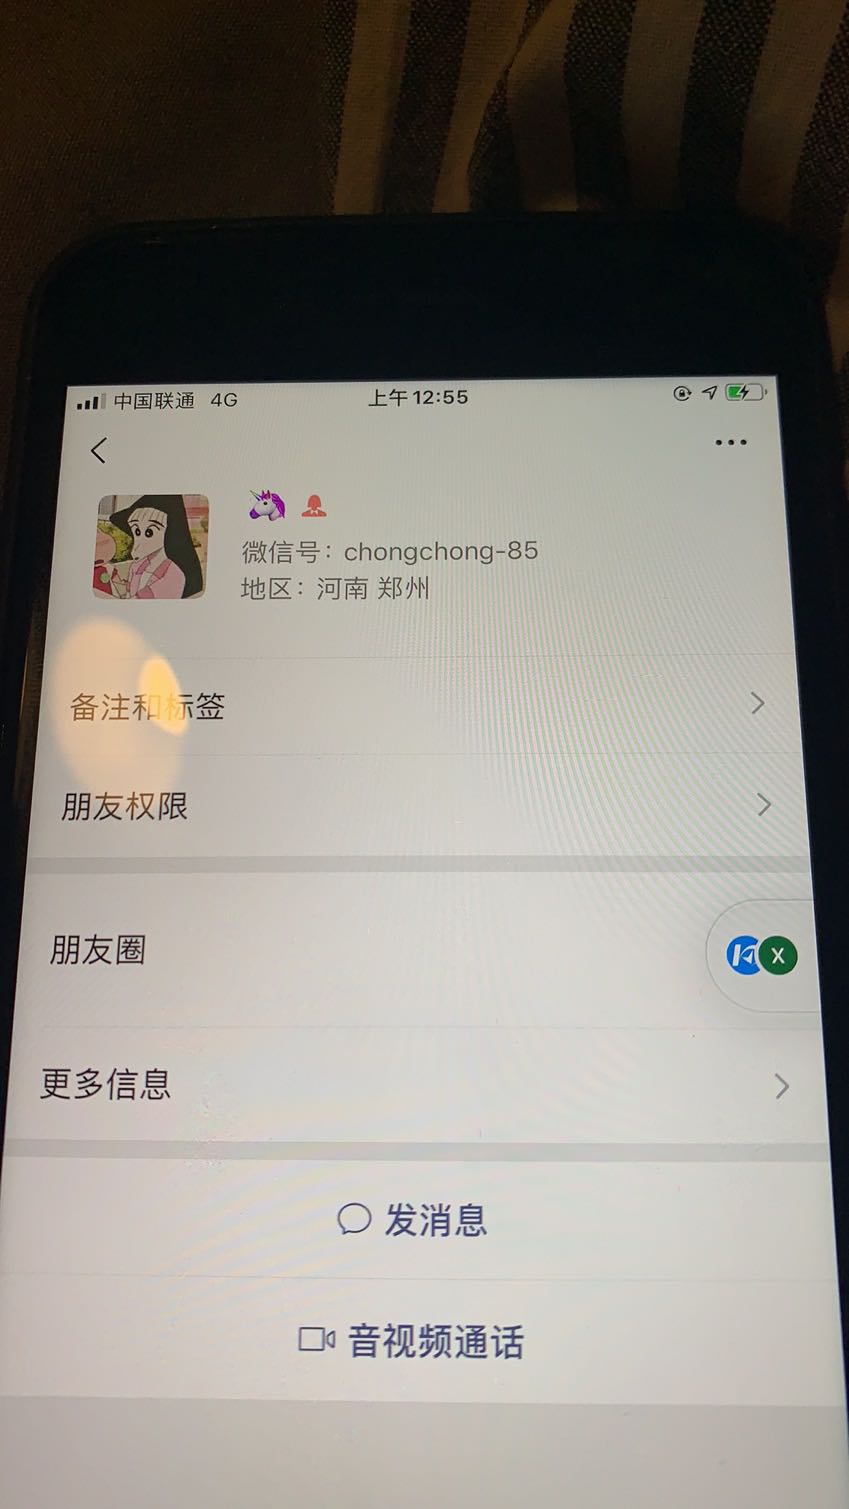 中国联通 4G 上午12:55
🦄
微信号：chongchong-85
地区：河南 郑州
备注和标签
朋友权限
朋友圈
X
更多信息
发消息
音视频通话